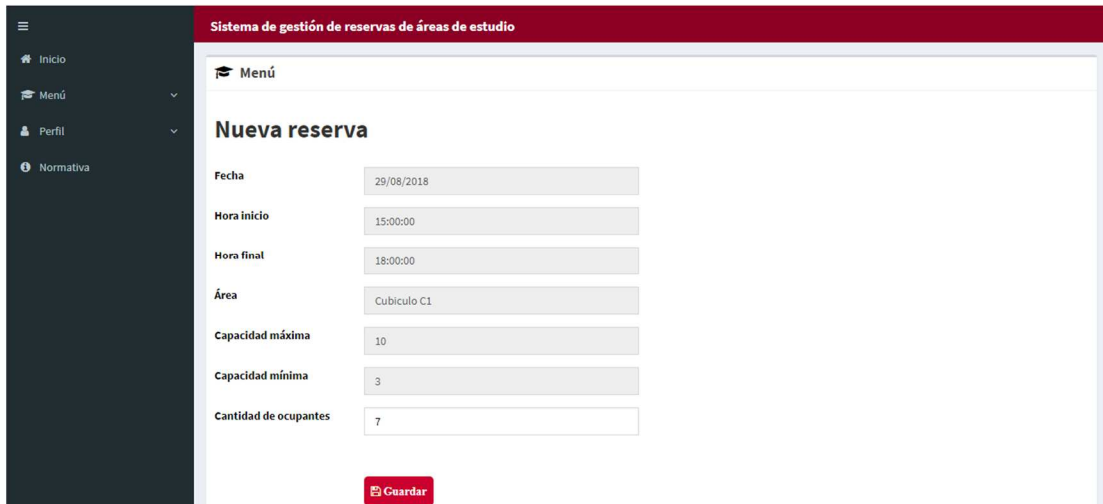 Sistema de gestión de reservas de áreas de estudio
Inicio
Menú
Perfil
Normativa
Menú
Nueva reserva
Fecha
29/08/2018
Hora inicio
15:00:00
Hora final
18:00:00
Área
Cubiculo C1
Capacidad máxima
10
Capacidad mínima
3
Cantidad de ocupantes
7
Guardar